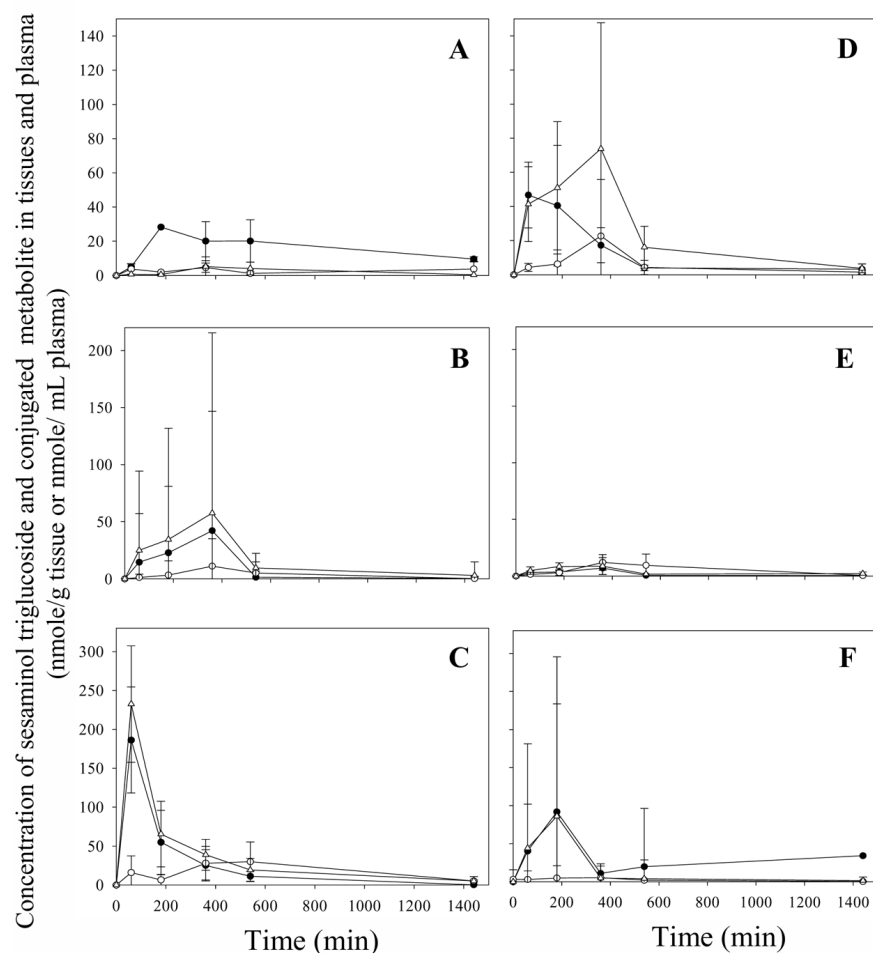 Concentration of sesaminol triglucoside and conjugated metabolite in tissues and plasma
(nmole/g tissue or nmole/ mL plasma)
A
140
120
100
80
60
40
20
0
D
B
200
150
100
50
0
E
C
300
250
200
150
100
50
0
0 200 400 600 800 1000 1200 1400
Time (min)
F
0 200 400 600 800 1000 1200 1400
Time (min)